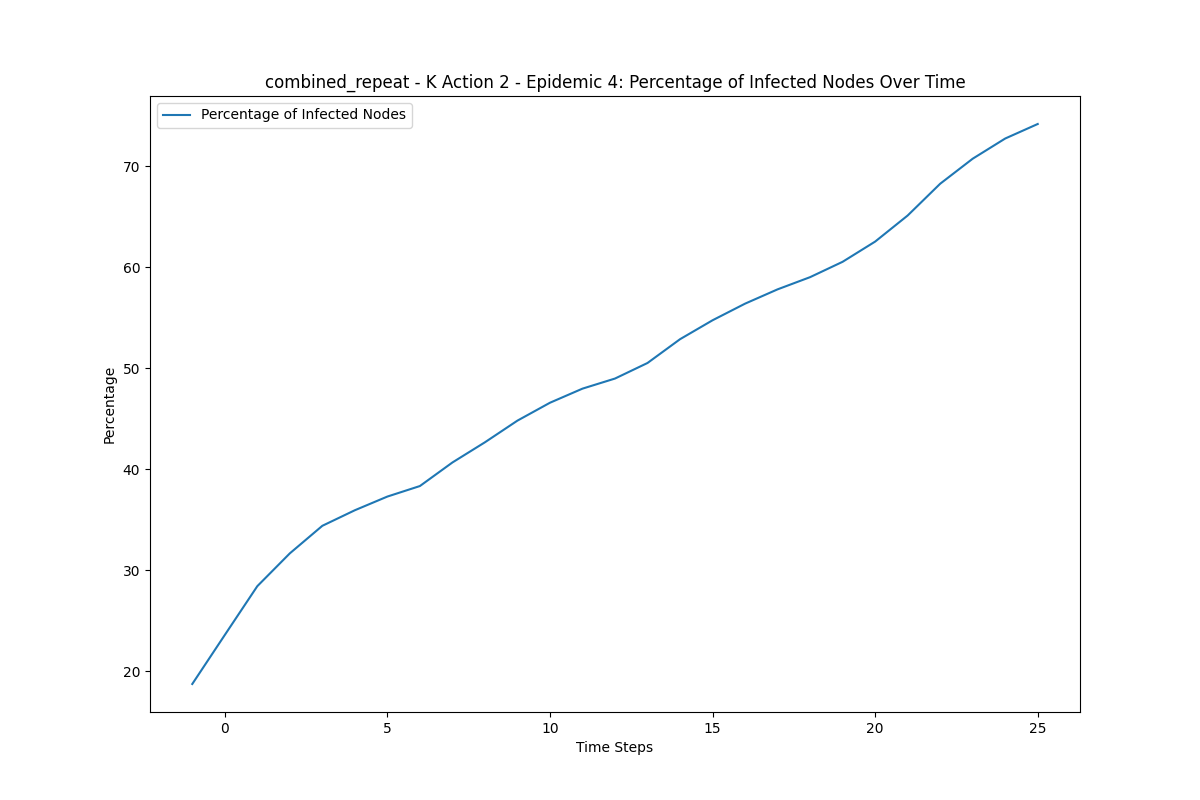 combined_repeat - K Action 2 - Epidemic 4: Percentage of Infected Nodes Over Time
Percentage of Infected Nodes
70
60
50
40
30
20
Percentage
0 5 10 15 20 25
Time Steps